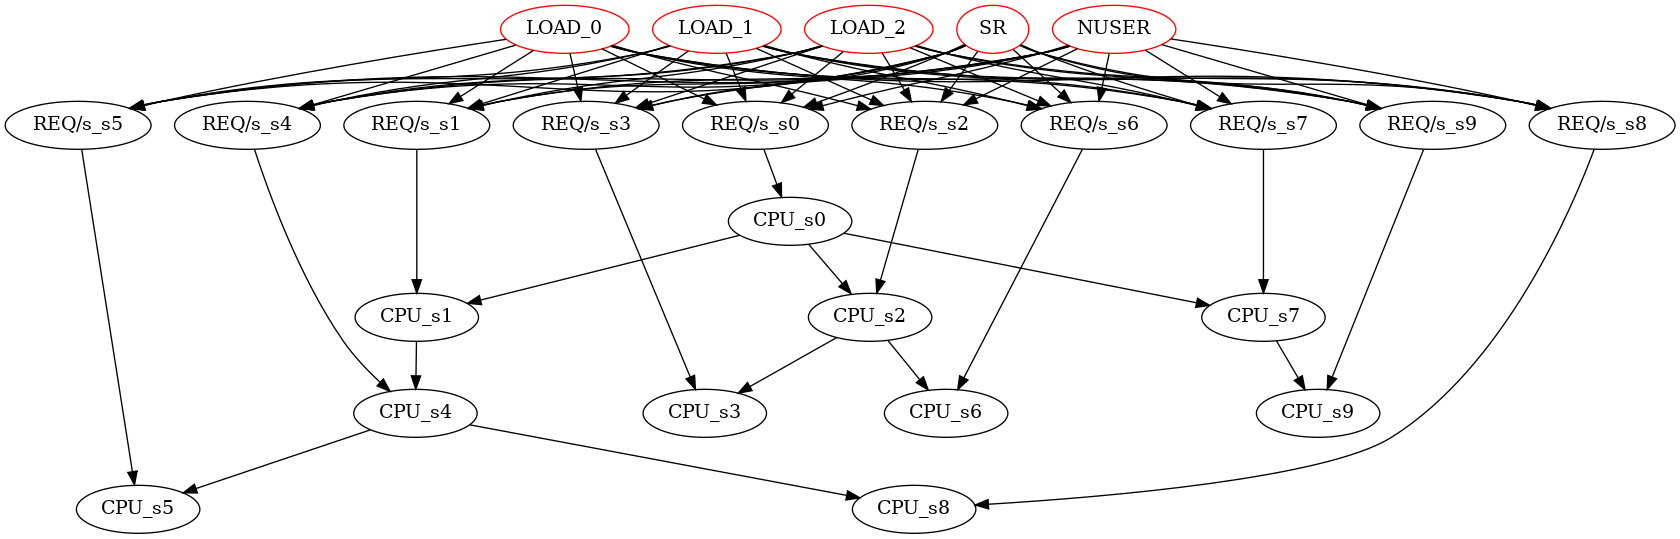 LOAD_0 LOAD_1 LOAD_2 SR NUSER
REQ/s_s5 REQ/s_s4 REQ/s_s1 REQ/s_s3 REQ/s_s0 REQ/s_s2 REQ/s_s6 REQ/s_s7 REQ/s_s9 REQ/s_s8
CPU_s0
CPU_s1 CPU_s2 CPU_s7
CPU_s4 CPU_s3 CPU_s6 CPU_s9
CPU_s5 CPU_s8